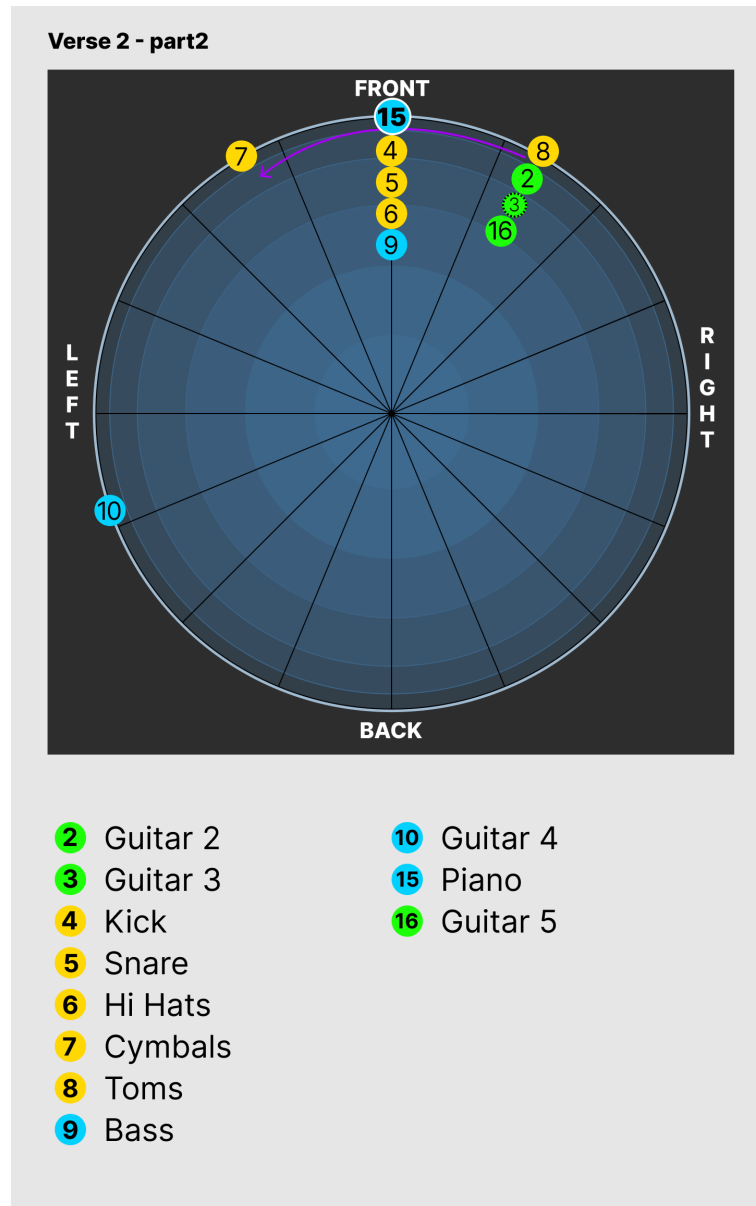 Verse 2 - part2
FRONT
15
7
4
8
5
2
3
6
16
9
LEFT
RIGHT
10
BACK
2 Guitar 2
3 Guitar 3
4 Kick
5 Snare
6 Hi Hats
7 Cymbals
8 Toms
9 Bass
10 Guitar 4
15 Piano
16 Guitar 5